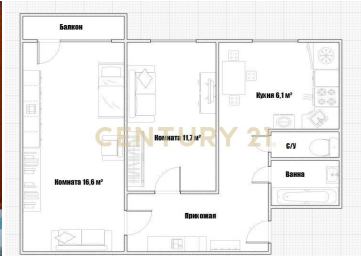 Балкон
Кухня 6,1 м²
Комната 11,7 м²
CENTURY 21
С/У
Ванна
Комната 16,6 м²
Прихожая